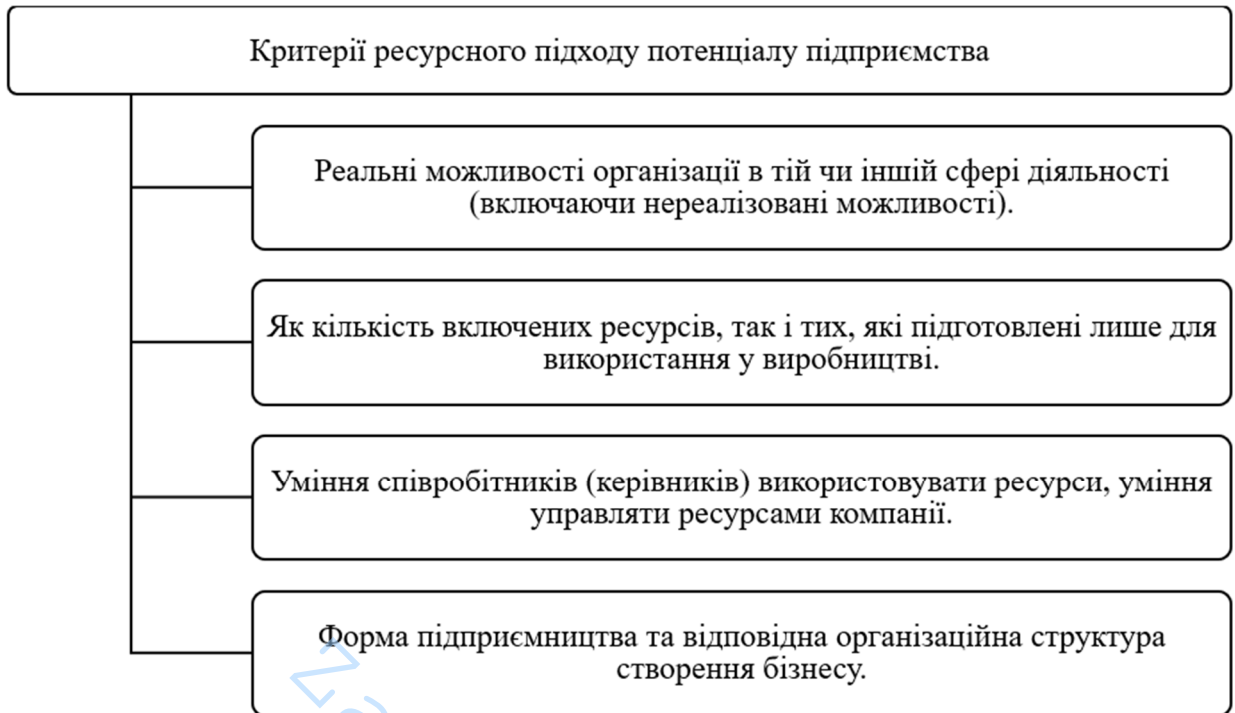 Критерії ресурсного підходу потенціалу підприємства
Реальні можливості організації в тій чи іншій сфері діяльності
(включаючи нереалізовані можливості).
Як кількість включених ресурсів, так і тих, які підготовлені лише для
використання у виробництві.
Уміння співробітників (керівників) використовувати ресурси, уміння
управляти ресурсами компанії.
Форма підприємництва та відповідна організаційна структура
створення бізнесу.